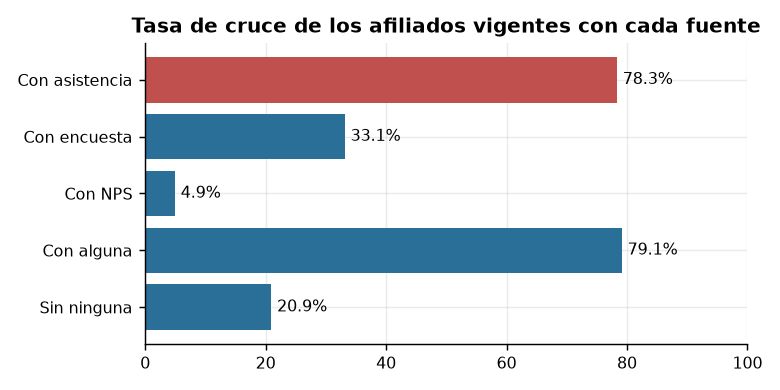 Tasa de cruce de los afiliados vigentes con cada fuente
Con asistencia 78.3%
Con encuesta 33.1%
Con NPS 4.9%
Con alguna 79.1%
Sin ninguna 20.9%
0 20 40 60 80 100